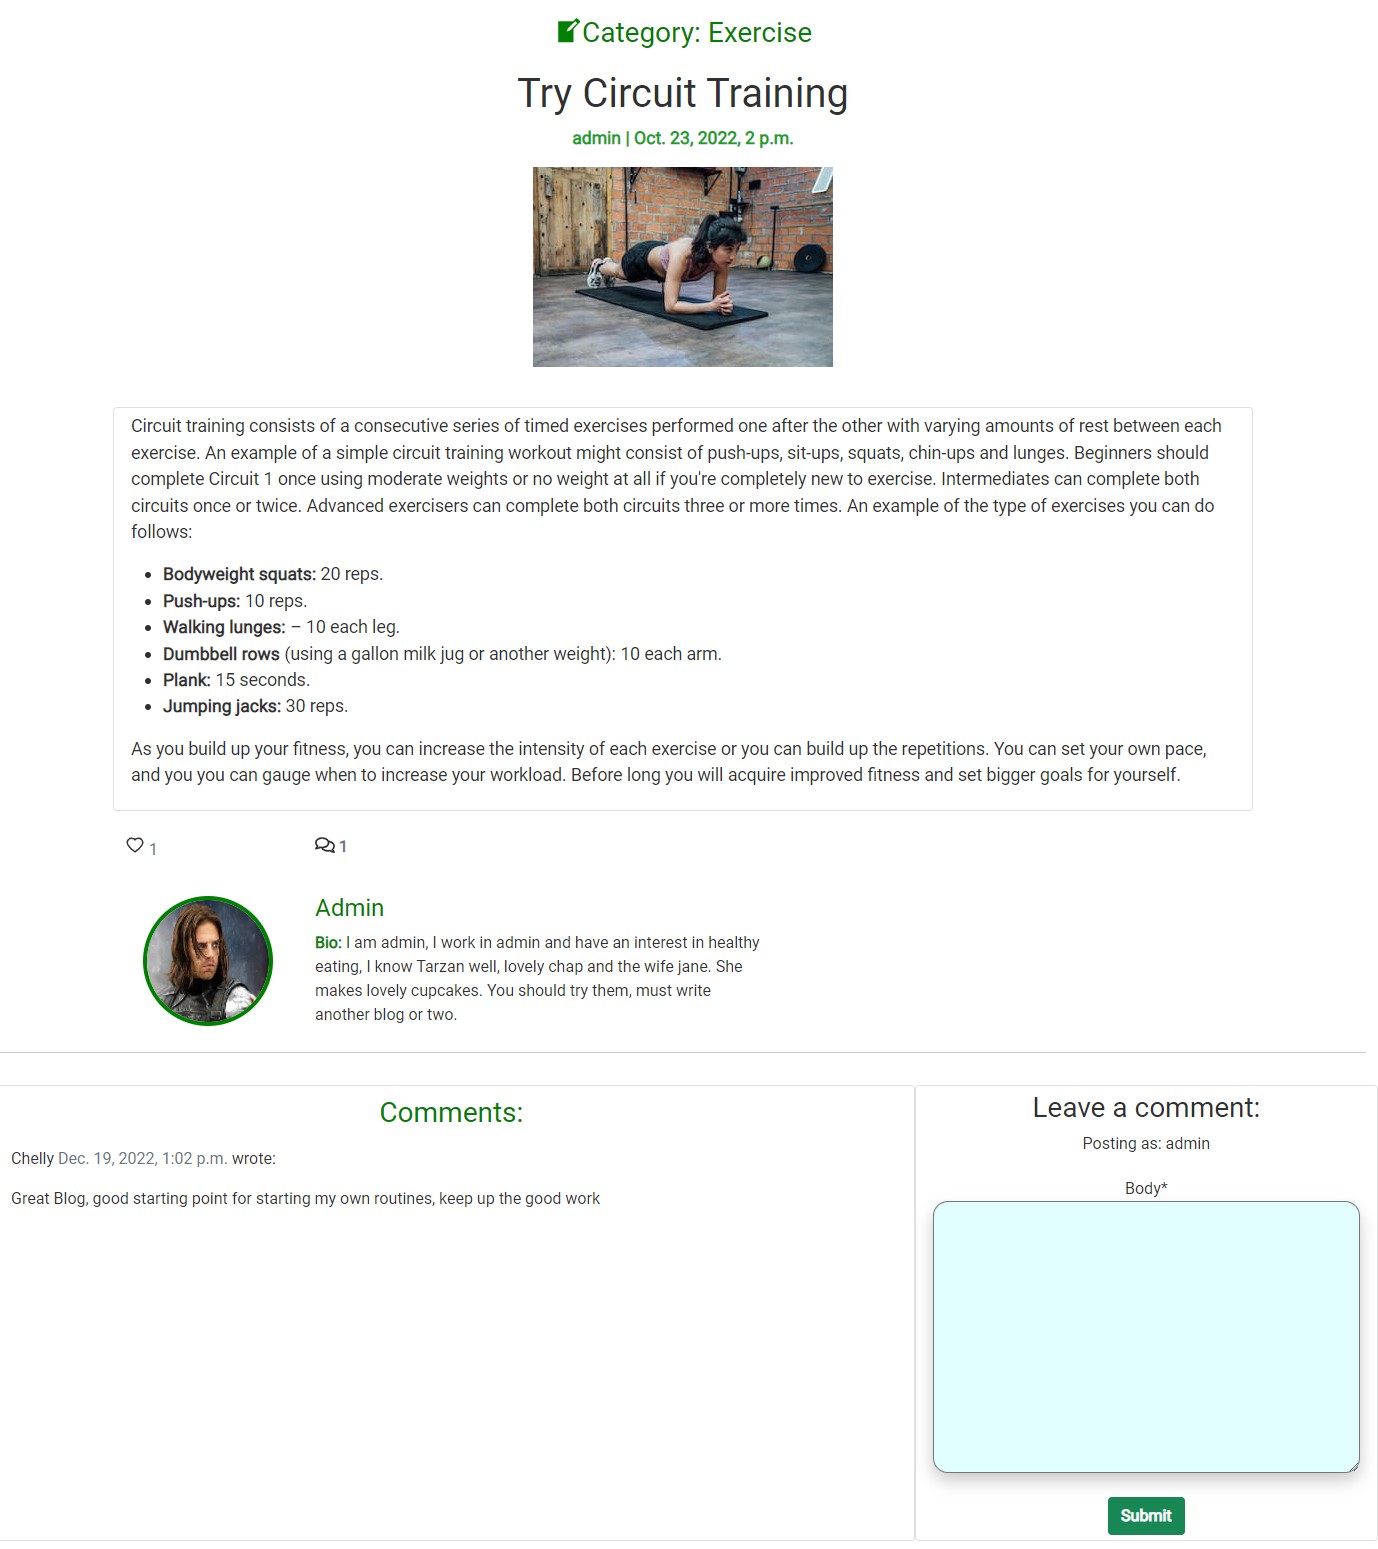 Category: Exercise
Try Circuit Training
admin | Oct. 23, 2022, 2 p.m.
Circuit training consists of a consecutive series of timed exercises performed one after the other with varying amounts of rest between each
exercise. An example of a simple circuit training workout might consist of push-ups, sit-ups, squats, chin-ups and lunges. Beginners should
complete Circuit 1 once using moderate weights or no weight at all if you're completely new to exercise. Intermediates can complete both
circuits once or twice. Advanced exercisers can complete both circuits three or more times. An example of the type of exercises you can do
follows:
• Bodyweight squats: 20 reps.
• Push-ups: 10 reps.
• Walking lunges: – 10 each leg.
• Dumbbell rows (using a gallon milk jug or another weight): 10 each arm.
• Plank: 15 seconds.
• Jumping jacks: 30 reps.
As you build up your fitness, you can increase the intensity of each exercise or you can build up the repetitions. You can set your own pace,
and you you can gauge when to increase your workload. Before long you will acquire improved fitness and set bigger goals for yourself.
1
1
Admin
Bio: I am admin, I work in admin and have an interest in healthy
eating, I know Tarzan well, lovely chap and the wife jane. She
makes lovely cupcakes. You should try them, must write
another blog or two.
Comments:
Chelly Dec. 19, 2022, 1:02 p.m. wrote:
Great Blog, good starting point for starting my own routines, keep up the good work
Leave a comment:
Posting as: admin
Body*
Submit